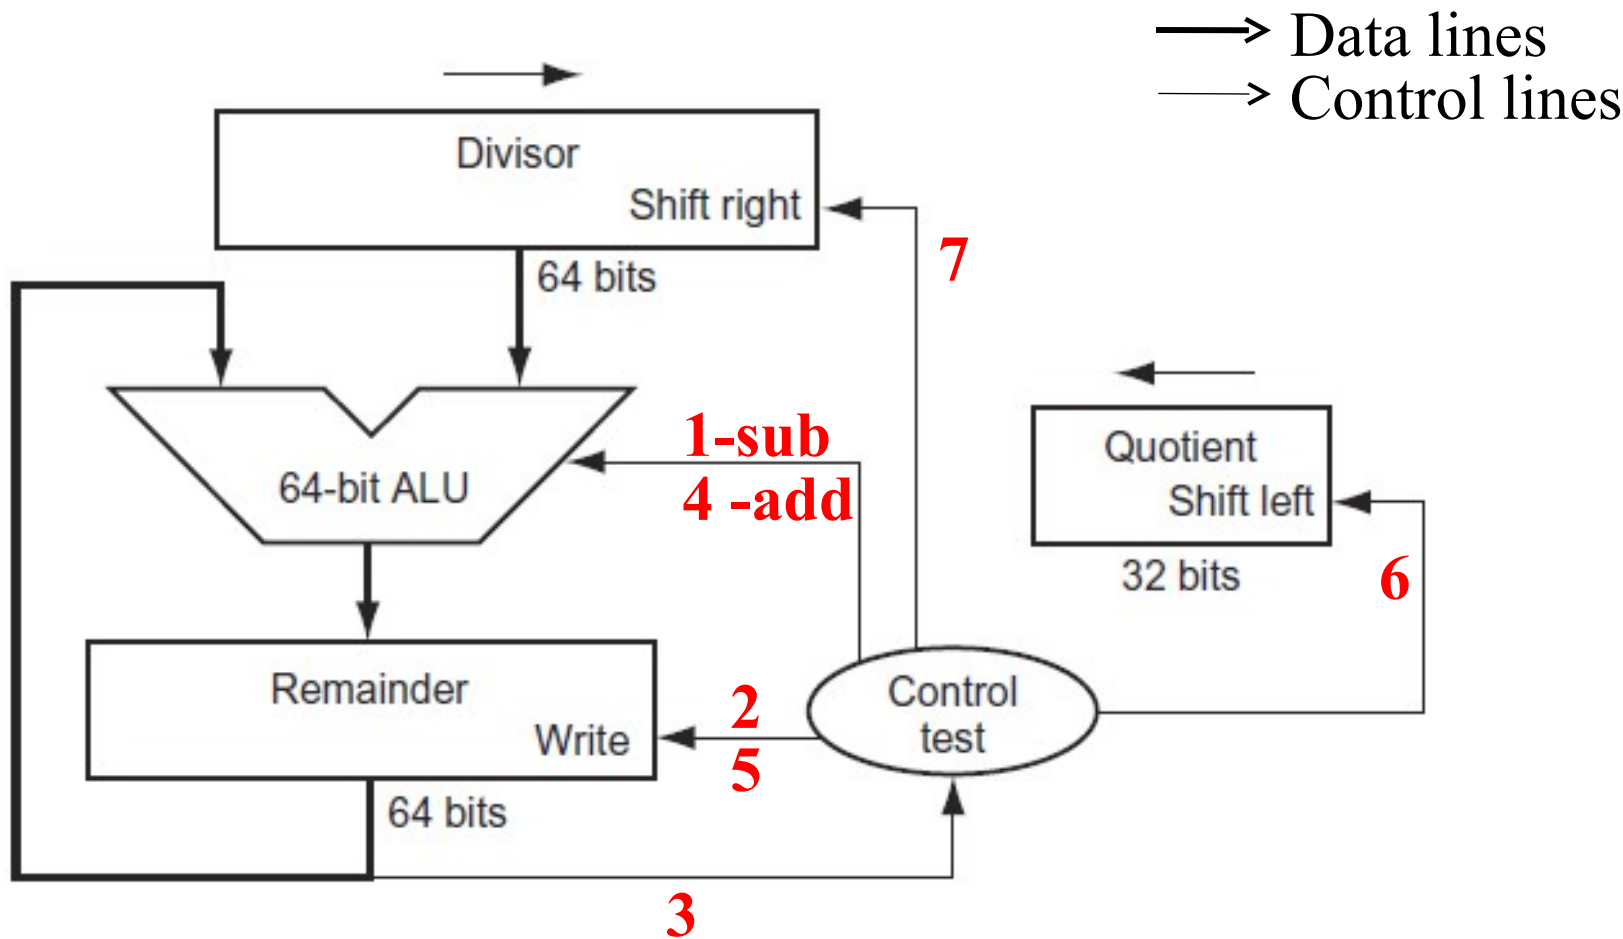 Data lines
Control lines
Divisor
Shift right
64 bits
7
1-sub
4 -add
64-bit ALU
Quotient
Shift left
32 bits
6
Remainder
Write
2
5
Control
test
64 bits
3